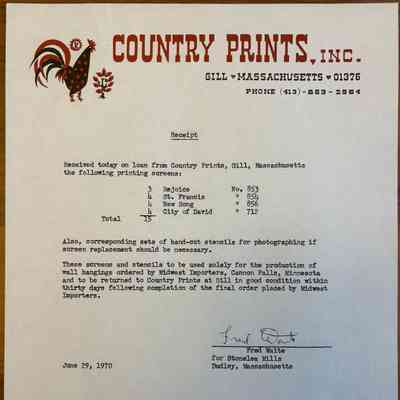 COUNTRY PRINTS, INC.
GILL ♥ MASSACHUSETTS ♥ 01376
PHONE (413)-863-2984
Receipt
Received today on loan from Country Prints, Gill, Massachusetts
the following printing screens:
3 Rejoice No. 853
4 St. Francis " 854
4 New Song " 856
4 City of David " 712
Total 15
Also, corresponding sets of hand-cut stencils for photographing if
screen replacement should be necessary.
These screens and stencils to be used solely for the production of
wall hangings ordered by Midwest Importers, Cannon Falls, Minnesota
and to be returned to Country Prints at Gill in good condition within
thirty days following completion of the final order placed by Midwest
Importers.
Fred Waite
Fred Waite
for Stonelea Mills
June 29, 1970 Dudley, Massachusetts